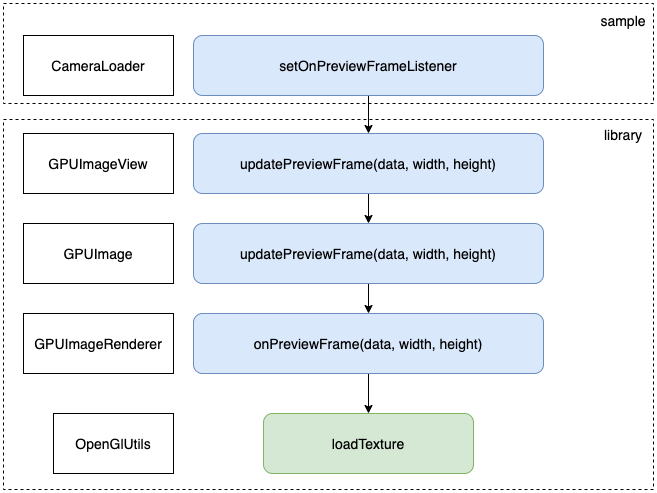 sample
CameraLoader
setOnPreviewFrameListener
library
GPUImageView
updatePreviewFrame(data, width, height)
GPUImage
updatePreviewFrame(data, width, height)
GPUImageRenderer
onPreviewFrame(data, width, height)
OpenGlUtils
loadTexture